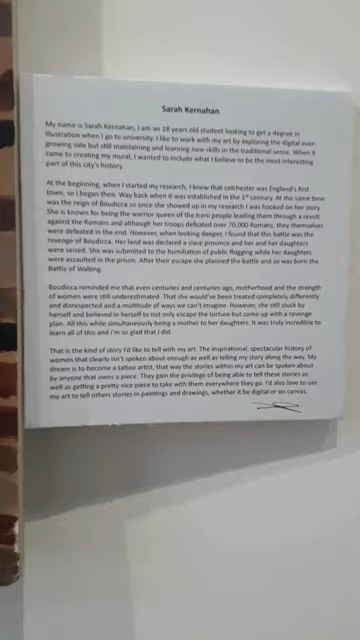 Sarah Kernahan
My name is Sarah Kernahan, I am an 18 years old student looking to get a degree in
illustration when I go to university. I like to work with my art by exploring the digital ever-
growing side but still maintaining and learning new skills in the traditional sense. When it
came to creating my mural, I wanted to include what I believe to be the most interesting
part of this city's history.
At the beginning, when I started my research, I knew that colchester was England's first
town, so I began then. Way back when it was established in the 1st century. At the same time
was the reign of Boudicca so once she showed up in my research I was hooked on her story
She is known for being the warrior queen of the Iceni people leading them through a revolt
against the Romans and although her troops defeated over 70,000 Romans, they themselves
were defeated in the end. However, when looking deeper, I found that this battle was the
revenge of Boudicca. Her land was declared a slave province and her and her daughters
were seized. She was submitted to the humiliation of public flogging while her daughters
were assaulted in the prison. After their escape she planned the battle and so was born the
Battle of Watling.
Boudicca reminded me that even centuries and centuries ago, motherhood and the strength
of women were still underestimated. That she would've been treated completely differently
and disrespected and a multitude of ways we can't imagine. However, she still stuck by
herself and believed in herself to not only escape the torture but come up with a revenge
plan. All this while simultaneously being a mother to her daughters. It was truly incredible to
learn all of this and i'm so glad that I did.
That is the kind of story I'd like to tell with my art. The inspirational, spectacular history of
women that clearly isn't spoken about enough as well as telling my story along the way. My
dream is to become a tattoo artist, that way the stories within my art can be spoken about
by anyone that owns a piece. They gain the privilege of being able to tell these stories as
well as getting a pretty nice piece to take with them everywhere they go. I'd also love to use
my art to tell others stories in paintings and drawings, whether it be digital or on canvas.